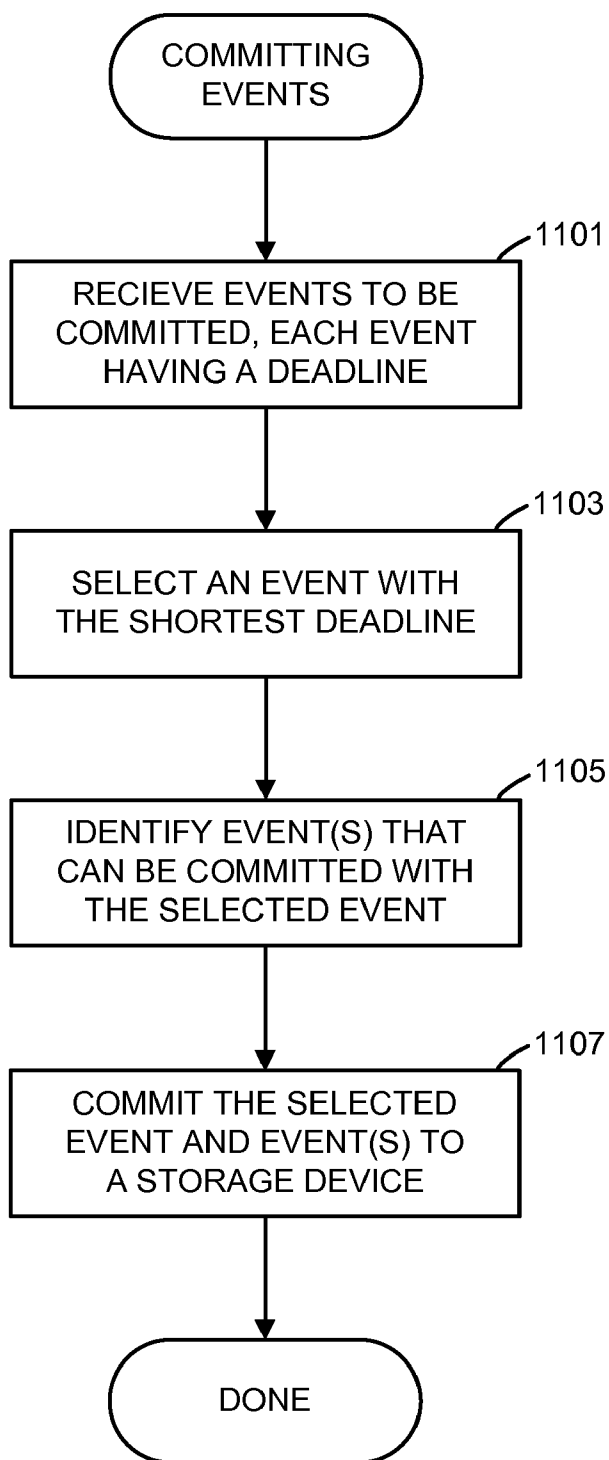 COMMITTING
EVENTS
1101
RECIEVE EVENTS TO BE
COMMITTED, EACH EVENT
HAVING A DEADLINE
1103
SELECT AN EVENT WITH
THE SHORTEST DEADLINE
1105
IDENTIFY EVENT(S) THAT
CAN BE COMMITTED WITH
THE SELECTED EVENT
1107
COMMIT THE SELECTED
EVENT AND EVENT(S) TO
A STORAGE DEVICE
DONE